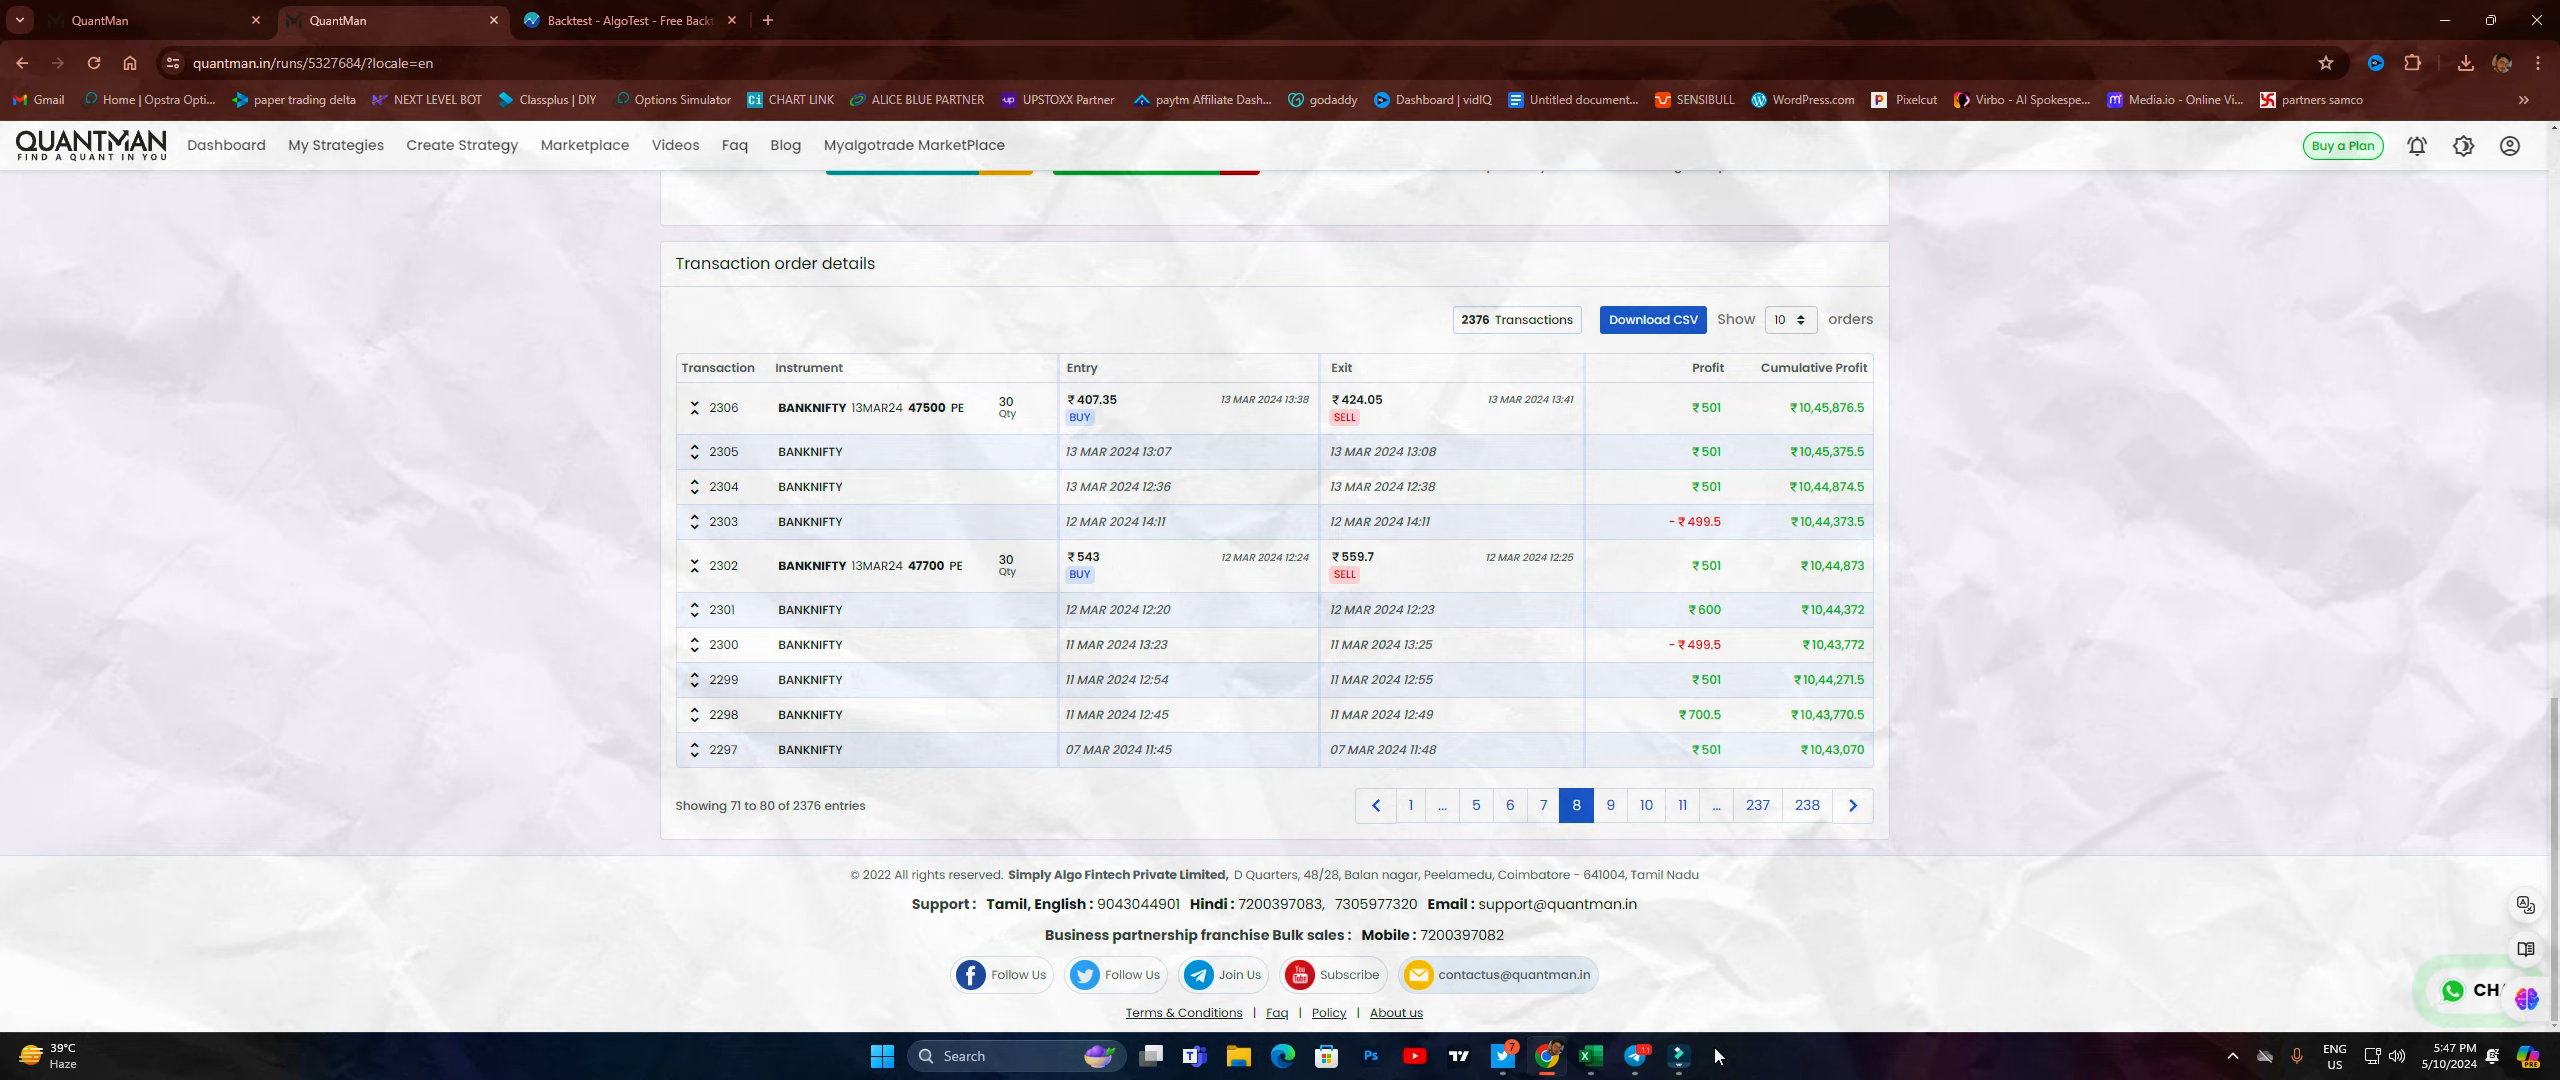 QuantMan
QuantMan
Backtest - AlgoTest - Free Backt
quantman.in/runs/5327684/?locale=en
Gmail
Home | Opstra Opti...
paper trading delta
NEXT LEVEL BOT
Classplus | DIY
Options Simulator
CHART LINK
ALICE BLUE PARTNER
UPSTOXX Partner
paytm Affiliate Dash...
godaddy
Dashboard | vidIQ
Untitled document...
SENSIBULL
WordPress.com
Pixelcut
Virbo - AI Spokespe...
Media.io - Online Vi...
partners samco
QUANTMAN
FIND A QUANT IN YOU
Dashboard
My Strategies
Create Strategy
Marketplace
Videos
Faq
Blog
Myalgotrade MarketPlace
Buy a Plan
Transaction order details
2376 Transactions
Download CSV
Show 10 orders
Transaction Instrument Entry Exit Profit Cumulative Profit
2306 BANKNIFTY 13MAR24 47500 PE 30 Qty ₹ 407.35 BUY 13 MAR 2024 13:38 ₹ 424.05 SELL 13 MAR 2024 13:41 ₹ 501 ₹ 10,45,876.5
2305 BANKNIFTY 13 MAR 2024 13:07 13 MAR 2024 13:08 ₹ 501 ₹ 10,45,375.5
2304 BANKNIFTY 13 MAR 2024 12:36 13 MAR 2024 12:38 ₹ 501 ₹ 10,44,874.5
2303 BANKNIFTY 12 MAR 2024 14:11 12 MAR 2024 14:11 - ₹ 499.5 ₹ 10,44,373.5
2302 BANKNIFTY 13MAR24 47700 PE 30 Qty ₹ 543 BUY 12 MAR 2024 12:24 ₹ 559.7 SELL 12 MAR 2024 12:25 ₹ 501 ₹ 10,44,873
2301 BANKNIFTY 12 MAR 2024 12:20 12 MAR 2024 12:23 ₹ 600 ₹ 10,44,372
2300 BANKNIFTY 11 MAR 2024 13:23 11 MAR 2024 13:25 - ₹ 499.5 ₹ 10,43,772
2299 BANKNIFTY 11 MAR 2024 12:54 11 MAR 2024 12:55 ₹ 501 ₹ 10,44,271.5
2298 BANKNIFTY 11 MAR 2024 12:45 11 MAR 2024 12:49 ₹ 700.5 ₹ 10,43,770.5
2297 BANKNIFTY 07 MAR 2024 11:45 07 MAR 2024 11:48 ₹ 501 ₹ 10,43,070
Showing 71 to 80 of 2376 entries
1 ... 5 6 7 8 9 10 11 ... 237 238
© 2022 All rights reserved. Simply Algo Fintech Private Limited, D Quarters, 48/28, Balan nagar, Peelamedu, Coimbatore - 641004, Tamil Nadu
Support : Tamil, English : 9043044901 Hindi : 7200397083, 7305977320 Email : support@quantman.in
Business partnership franchise Bulk sales : Mobile : 7200397082
Follow Us
Follow Us
Join Us
Subscribe
contactus@quantman.in
Terms & Conditions | Faq | Policy | About us
39°C
Haze
Search
ENG
US
5:47 PM
5/10/2024